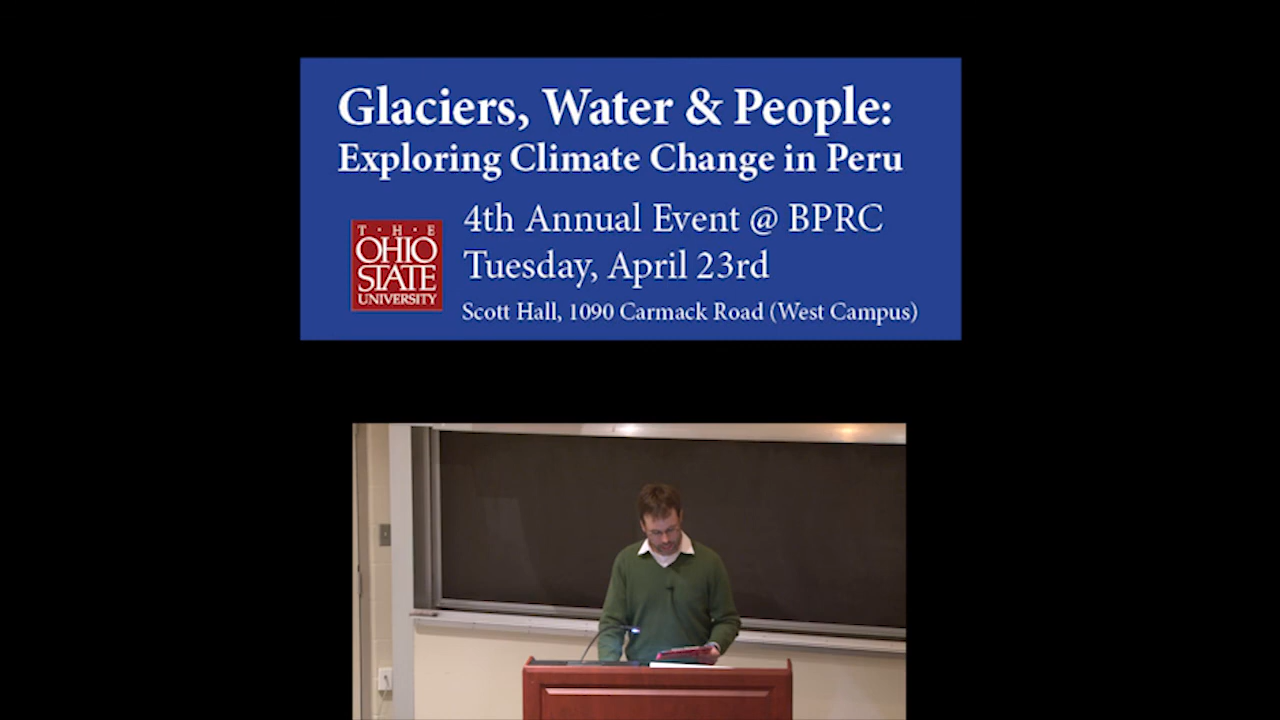 Glaciers, Water & People:
Exploring Climate Change in Peru
4th Annual Event @ BPRC
Tuesday, April 23rd
Scott Hall, 1090 Carmack Road (West Campus)
T·H·E
OHIO
STATE
UNIVERSITY